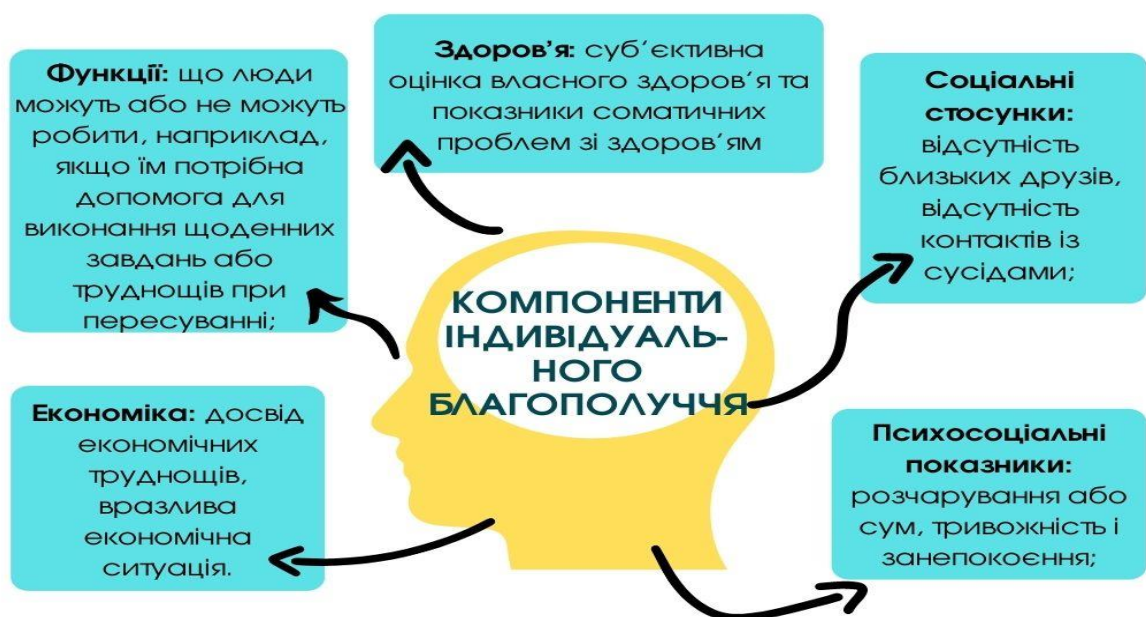 Функції: що люди
можуть або не можуть
робити, наприклад,
якщо їм потрібна
допомога для
виконання щоденних
завдань або
труднощів при
пересуванні;
Здоров’я: суб’єктивна
оцінка власного здоров’я та
показники соматичних
проблем зі здоров’ям
Соціальні
стосунки:
відсутність
близьких друзів,
відсутність
контактів із
сусідами;
КОМПОНЕНТИ
ІНДИВІДУАЛЬ-
НОГО
БЛАГОПОЛУЧЧЯ
Економіка: досвід
економічних
труднощів,
вразлива
економічна
ситуація.
Психосоціальні
показники:
розчарування або
сум, тривожність і
занепокоєння;